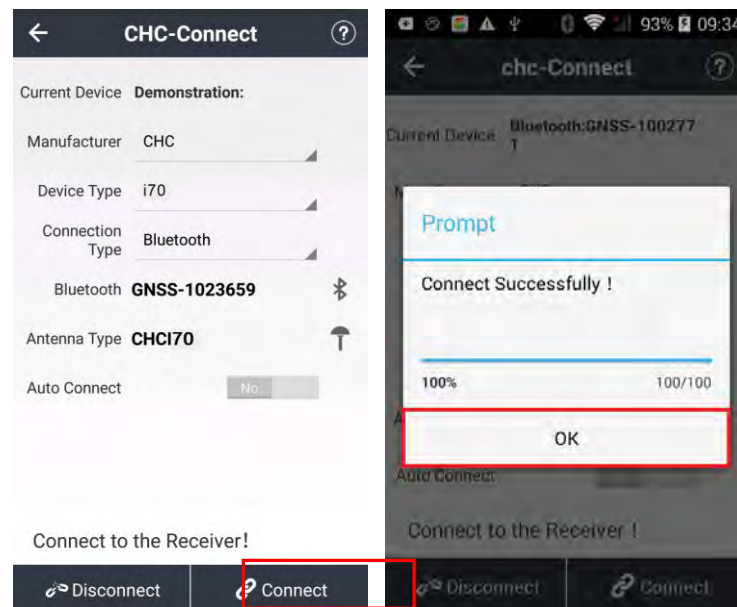 CHC-Connect
?
Current Device Demonstration:
Manufacturer CHC
Device Type i70
Connection
Type Bluetooth
Bluetooth GNSS-1023659
Antenna Type CHCI70
Auto Connect No
Connect to the Receiver!
Disconnect Connect
93% 09:34
chc-Connect
?
Current Device Bluetooth:GNSS-100277
1
Prompt
Connect Successfully !
100% 100/100
OK
Auto Connect
Connect to the Receiver !
Disconnect Connect